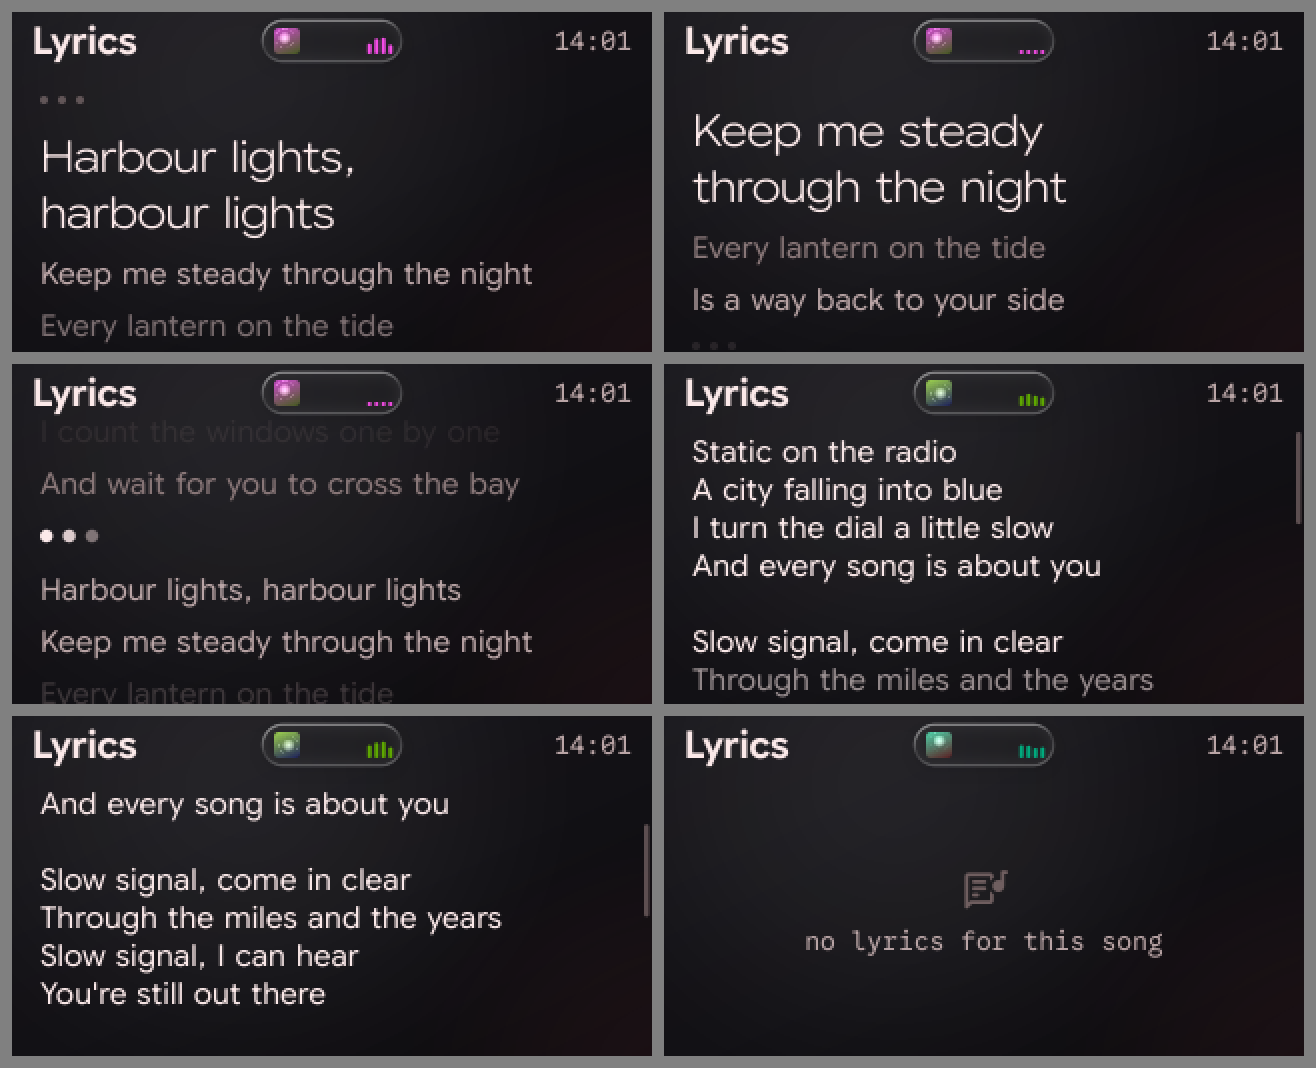 Lyrics
14:01
Harbour lights,
harbour lights
Keep me steady through the night
Every lantern on the tide
Lyrics
14:01
Keep me steady
through the night
Every lantern on the tide
Is a way back to your side
Lyrics
14:01
I count the windows one by one
And wait for you to cross the bay
Harbour lights, harbour lights
Keep me steady through the night
Every lantern on the tide
Lyrics
14:01
Static on the radio
A city falling into blue
I turn the dial a little slow
And every song is about you
Slow signal, come in clear
Through the miles and the years
Lyrics
14:01
And every song is about you
Slow signal, come in clear
Through the miles and the years
Slow signal, I can hear
You're still out there
Lyrics
14:01
no lyrics for this song